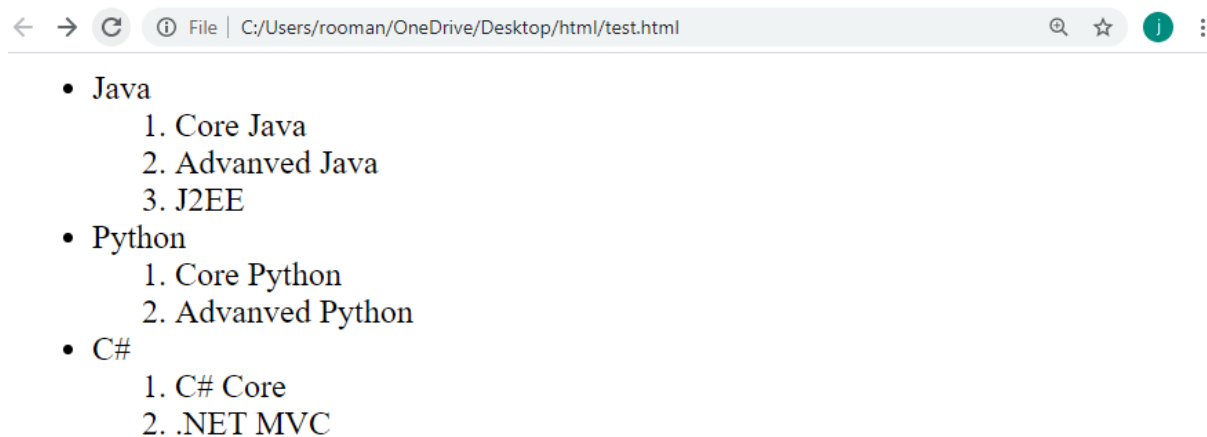 File | C:/Users/rooman/OneDrive/Desktop/html/test.html
j
• Java
1. Core Java
2. Advanved Java
3. J2EE
• Python
1. Core Python
2. Advanved Python
• C#
1. C# Core
2. .NET MVC